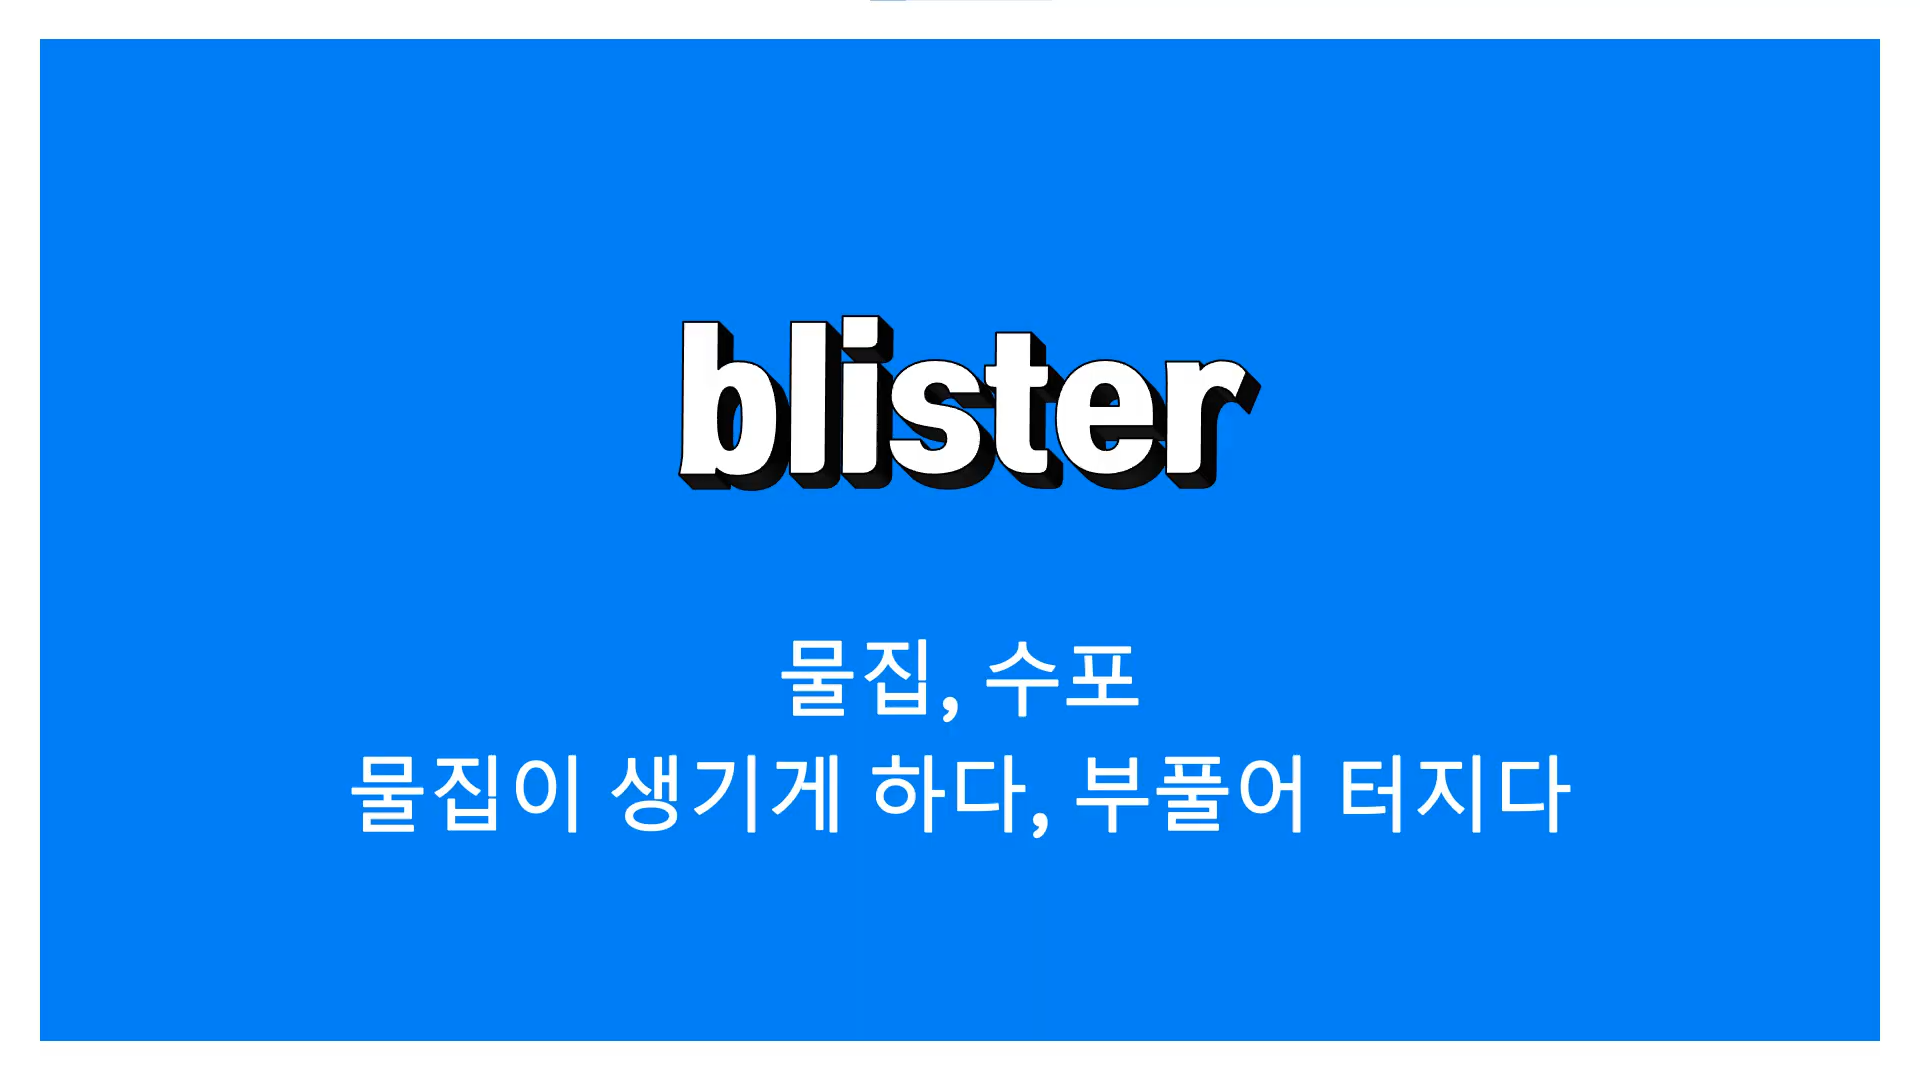 blister
물집, 수포
물집이 생기게 하다, 부풀어 터지다